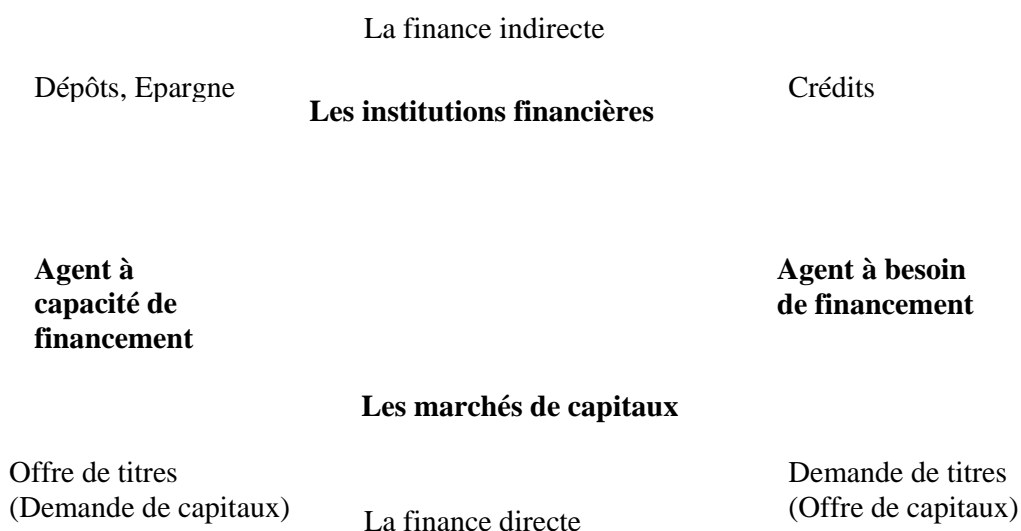 La finance indirecte
Dépôts, Epargne
Crédits
Les institutions financières
Agent à
capacité de
financement
Agent à besoin
de financement
Les marchés de capitaux
Offre de titres
(Demande de capitaux)
Demande de titres
(Offre de capitaux)
La finance directe